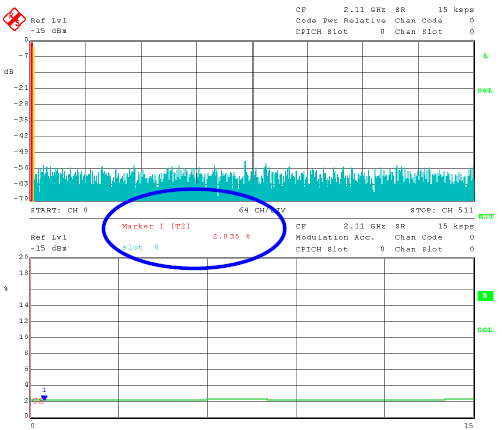 CF 2.11 GHz SR 15 ksps
Ref Lvl Code Pwr Relative Chan Code 0
-15 dBm CPICH Slot 0 Chan Slot 0
0
-7
dB
-21
-28
-35
-42
-49
-56
-63
-70
A
SGL
START: CH 0 64 CH/DIV STOP: CH 511
EXT
Marker 1 [T2] CF 2.11 GHz SR 15 ksps
Ref Lvl 2.035 % Modulation Acc. Chan Code 0
-15 dBm slot 0 CPICH Slot 0 Chan Slot 0
20
%
18
14
12
10
8
6
4
2
0
B
SGL
1
0 15